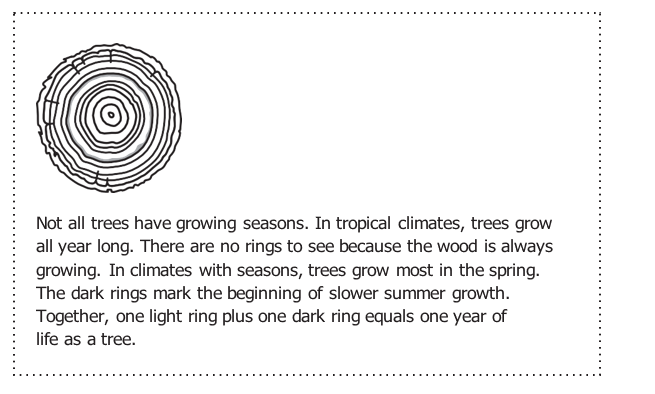 Not all trees have growing seasons. In tropical climates, trees grow
all year long. There are no rings to see because the wood is always
growing. In climates with seasons, trees grow most in the spring.
The dark rings mark the beginning of slower summer growth.
Together, one light ring plus one dark ring equals one year of
life as a tree.